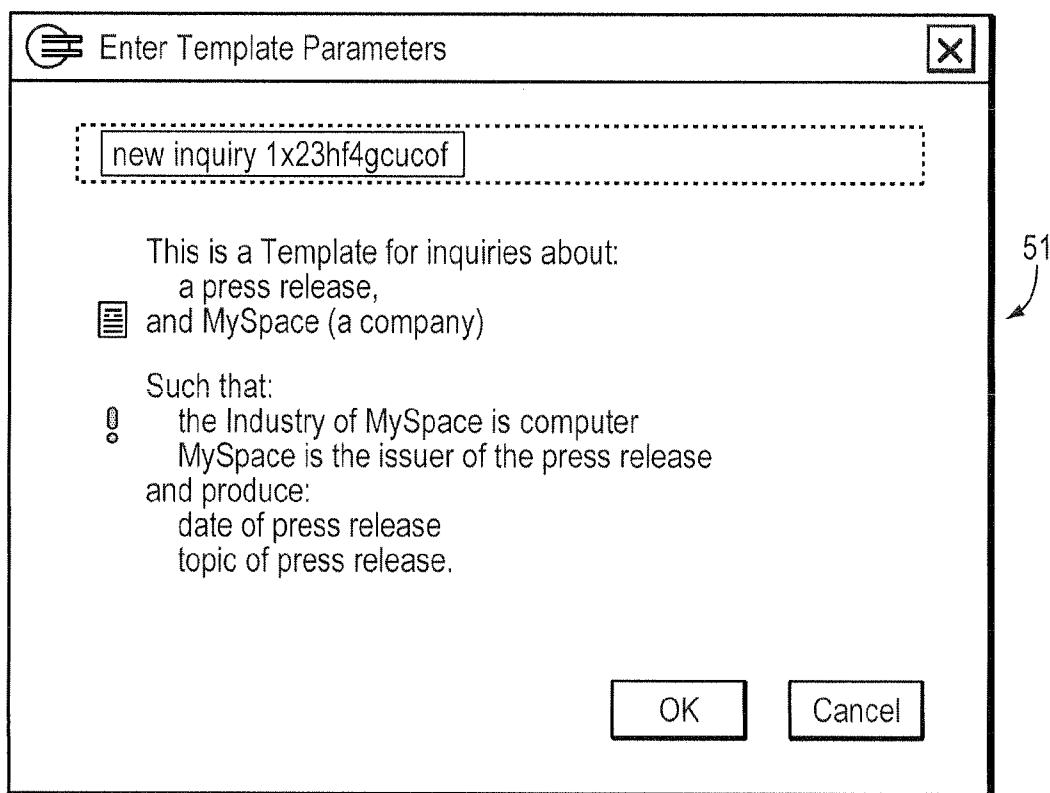 Enter Template Parameters
new inquiry 1x23hf4gcucof
This is a Template for inquiries about:
a press release,
and MySpace (a company)
51
Such that:
the Industry of MySpace is computer
MySpace is the issuer of the press release
and produce:
date of press release
topic of press release.
OK
Cancel